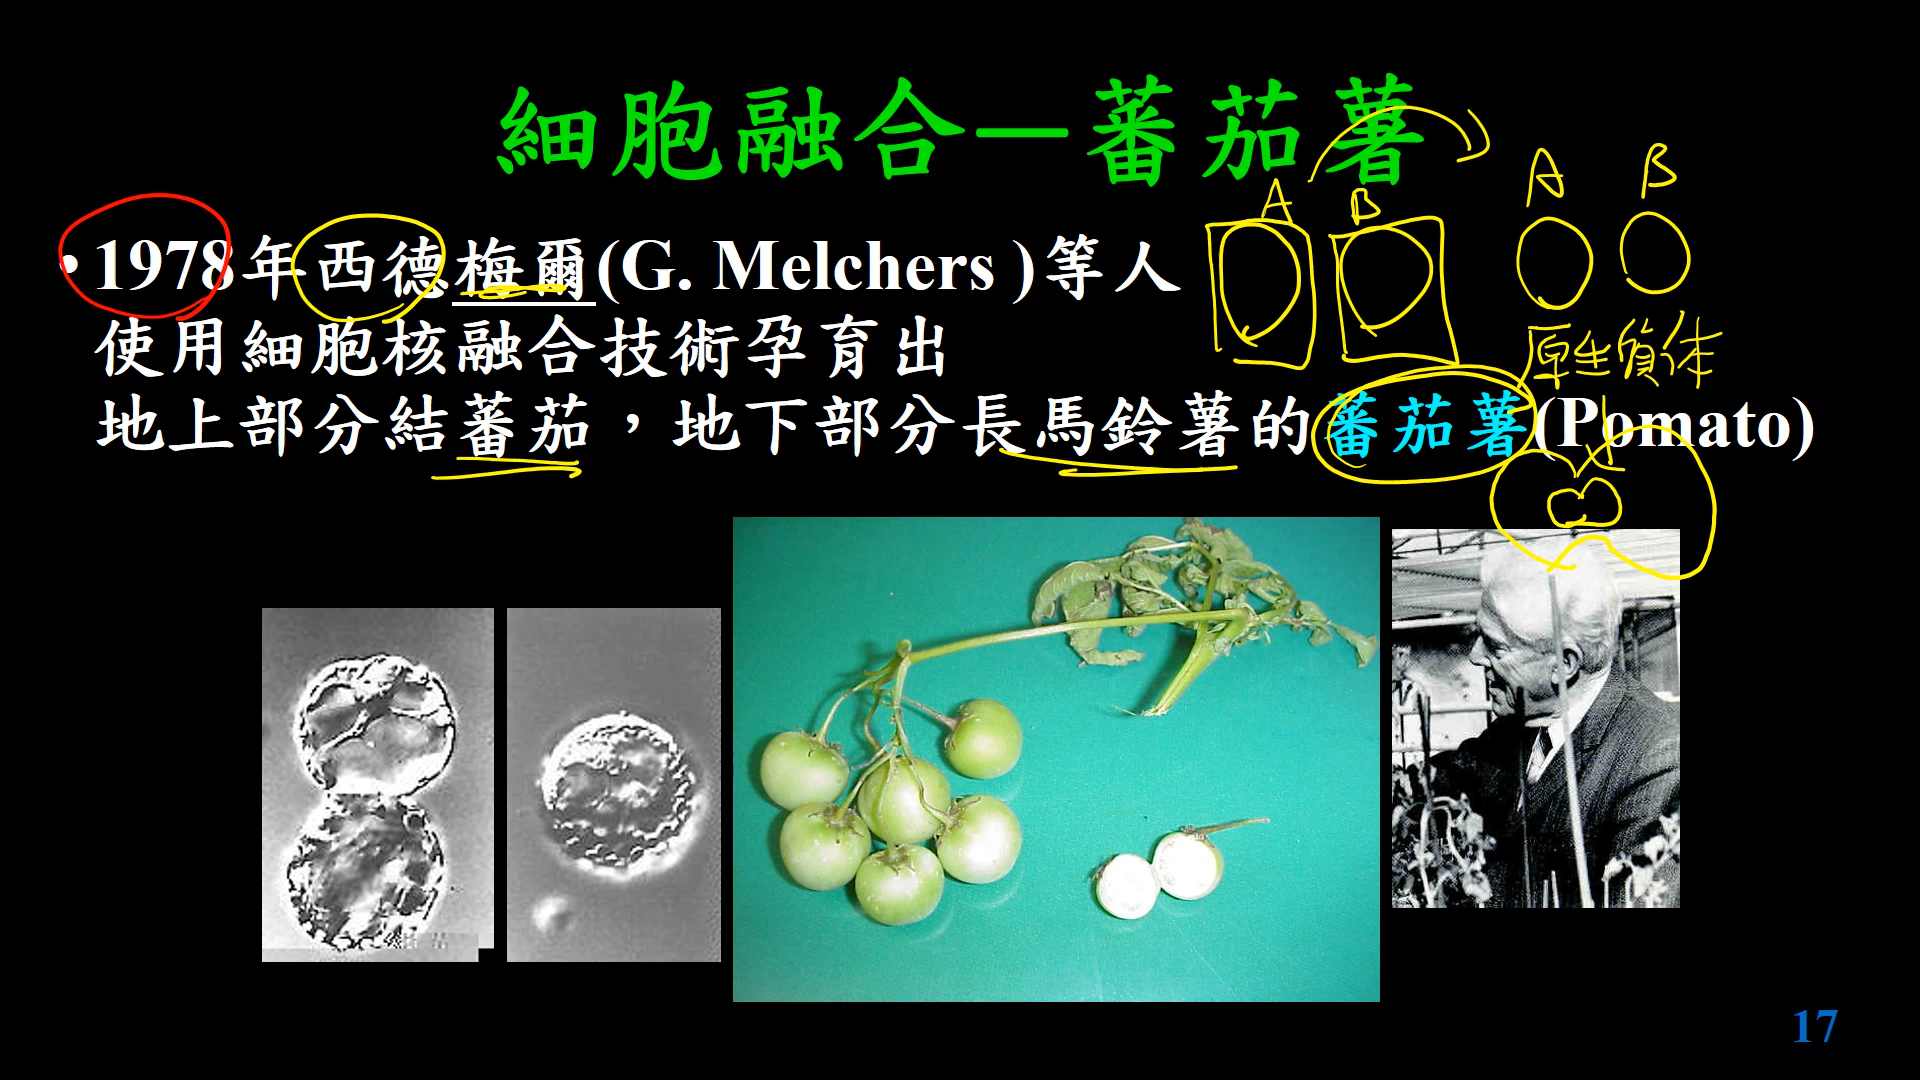 細胞融合—蕃茄薯
•1978年西德梅爾(G. Melchers )等人
使用細胞核融合技術孕育出
地上部分結蕃茄，地下部分長馬鈴薯的蕃茄薯(Pomato)
A B
A B
原生質体
17